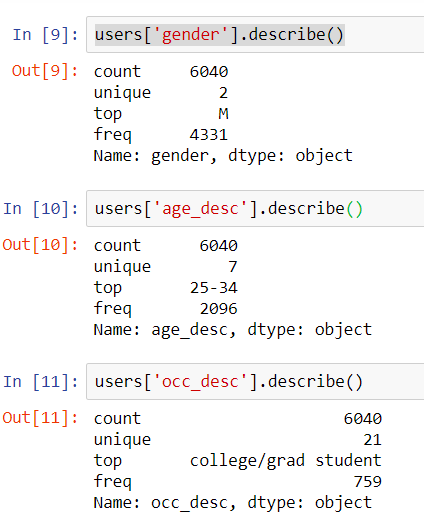 In [9]: users['gender'].describe()
Out[9]: count 6040
unique 2
top M
freq 4331
Name: gender, dtype: object
In [10]: users['age_desc'].describe()
Out[10]: count 6040
unique 7
top 25-34
freq 2096
Name: age_desc, dtype: object
In [11]: users['occ_desc'].describe()
Out[11]: count 6040
unique 21
top college/grad student
freq 759
Name: occ_desc, dtype: object